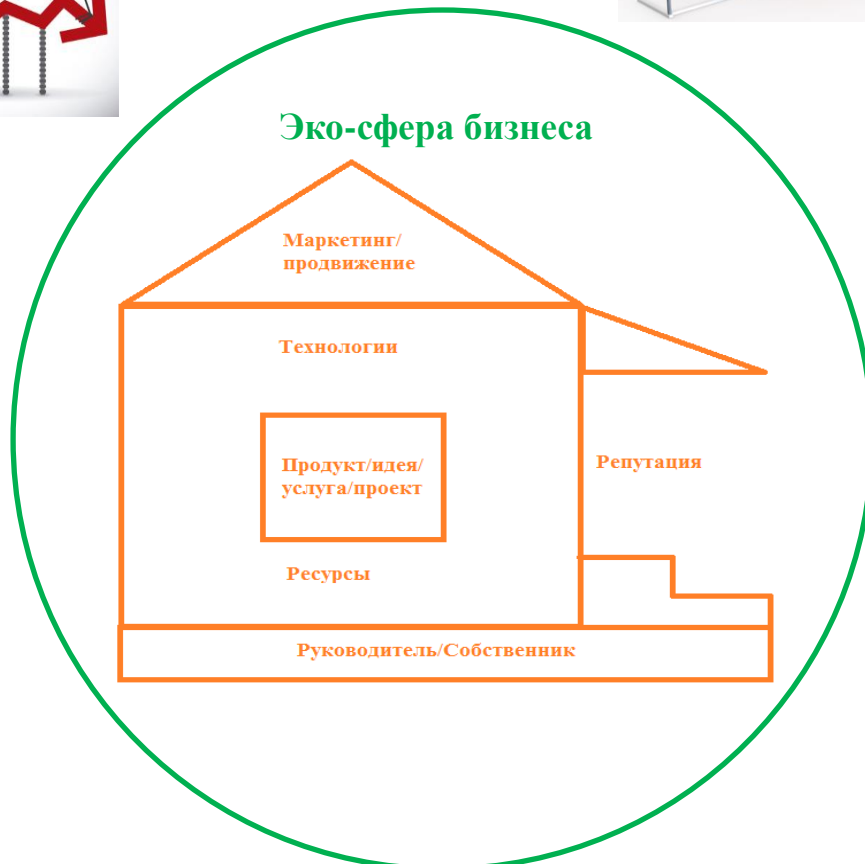 Эко-сфера бизнеса
Маркетинг/
продвижение
Технологии
Продукт/идея/
услуга/проект
Репутация
Ресурсы
Руководитель/Собственник